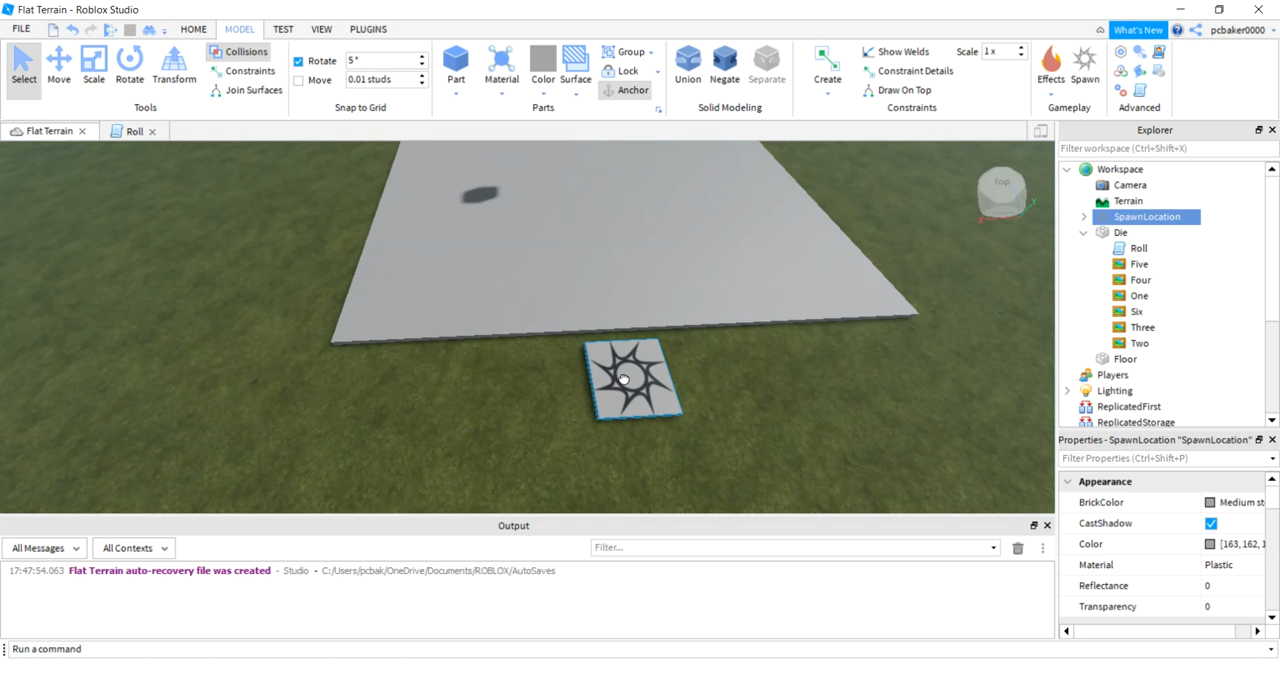 Flat Terrain - Roblox Studio
FILE HOME MODEL TEST VIEW PLUGINS What's New pcbaker0000
Select Move Scale Rotate Transform
Collisions
Constraints
Join Surfaces
Tools
Rotate 5 °
Move 0.01 studs
Snap to Grid
Part Material Color Surface
Group
Lock
Anchor
Parts
Union Negate Separate
Solid Modeling
Create
Show Welds Scale 1 x
Constraint Details
Draw On Top
Constraints
Effects Spawn
Gameplay
Advanced
Flat Terrain Roll
Top
Explorer
Filter workspace (Ctrl+Shift+X)
Workspace
Camera
Terrain
SpawnLocation
Die
Roll
Five
Four
One
Six
Three
Two
Floor
Players
Lighting
ReplicatedFirst
ReplicatedStorage
Properties - SpawnLocation "SpawnLocation"
Filter Properties (Ctrl+Shift+P)
Appearance
BrickColor Medium st
CastShadow
Color [163, 162, 1
Material Plastic
Reflectance 0
Transparency 0
Output
All Messages All Contexts Filter...
17:47:54.063 Flat Terrain auto-recovery file was created - Studio - C:/Users/pcbak/OneDrive/Documents/ROBLOX/AutoSaves
Run a command